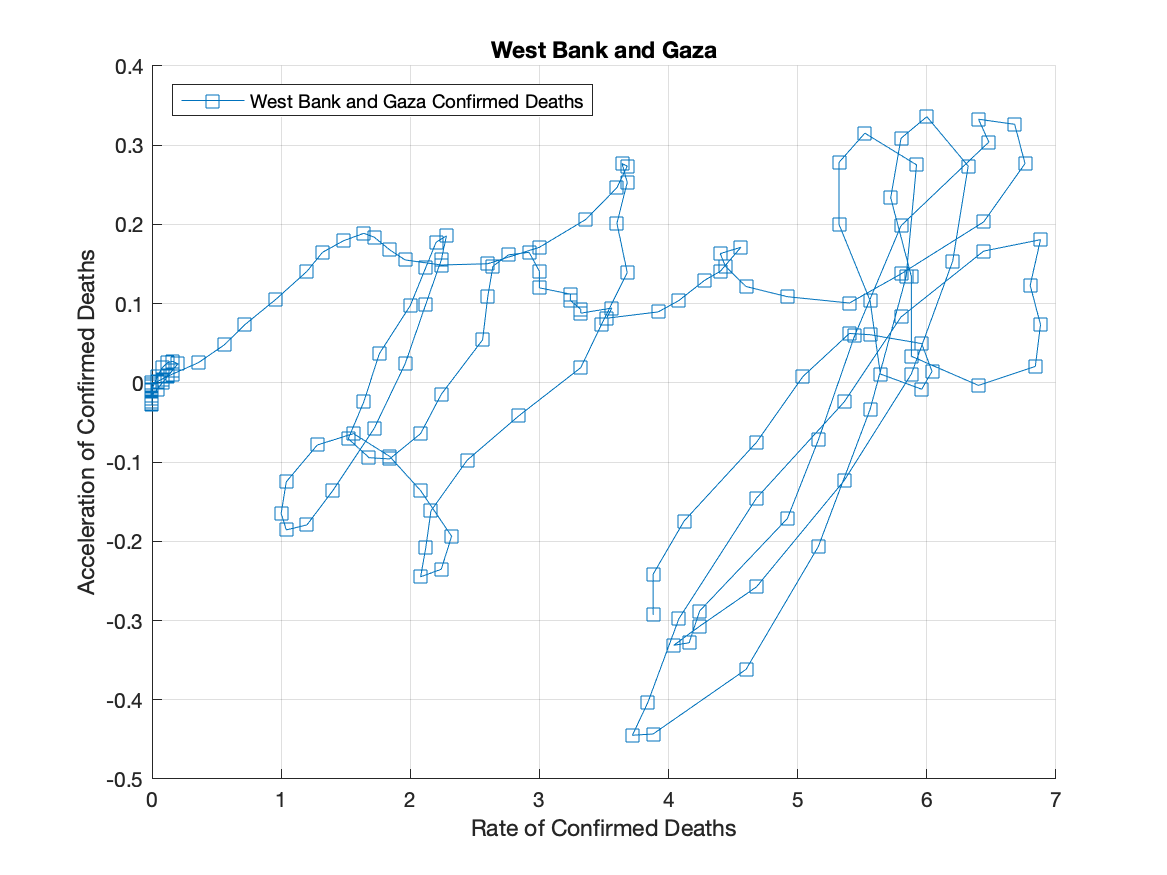 West Bank and Gaza
West Bank and Gaza Confirmed Deaths
Acceleration of Confirmed Deaths
0.4
0.3
0.2
0.1
0
-0.1
-0.2
-0.3
-0.4
-0.5
0 1 2 3 4 5 6 7
Rate of Confirmed Deaths